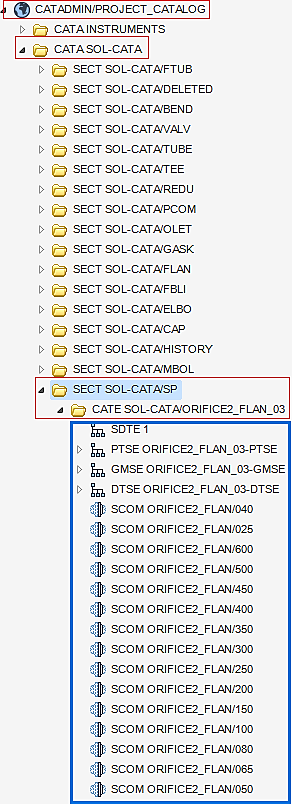 CATADMIN/PROJECT_CATALOG
CATA INSTRUMENTS
CATA SOL-CATA
SECT SOL-CATA/FTUB
SECT SOL-CATA/DELETED
SECT SOL-CATA/BEND
SECT SOL-CATA/VALV
SECT SOL-CATA/TUBE
SECT SOL-CATA/TEE
SECT SOL-CATA/REDU
SECT SOL-CATA/PCOM
SECT SOL-CATA/OLET
SECT SOL-CATA/GASK
SECT SOL-CATA/FLAN
SECT SOL-CATA/FBLI
SECT SOL-CATA/ELBO
SECT SOL-CATA/CAP
SECT SOL-CATA/HISTORY
SECT SOL-CATA/MBOL
SECT SOL-CATA/SP
CATE SOL-CATA/ORIFICE2_FLAN_03
SDTE 1
PTSE ORIFICE2_FLAN_03-PTSE
GMSE ORIFICE2_FLAN_03-GMSE
DTSE ORIFICE2_FLAN_03-DTSE
SCOM ORIFICE2_FLAN/040
SCOM ORIFICE2_FLAN/025
SCOM ORIFICE2_FLAN/600
SCOM ORIFICE2_FLAN/500
SCOM ORIFICE2_FLAN/450
SCOM ORIFICE2_FLAN/400
SCOM ORIFICE2_FLAN/350
SCOM ORIFICE2_FLAN/300
SCOM ORIFICE2_FLAN/250
SCOM ORIFICE2_FLAN/200
SCOM ORIFICE2_FLAN/150
SCOM ORIFICE2_FLAN/100
SCOM ORIFICE2_FLAN/080
SCOM ORIFICE2_FLAN/065
SCOM ORIFICE2_FLAN/050